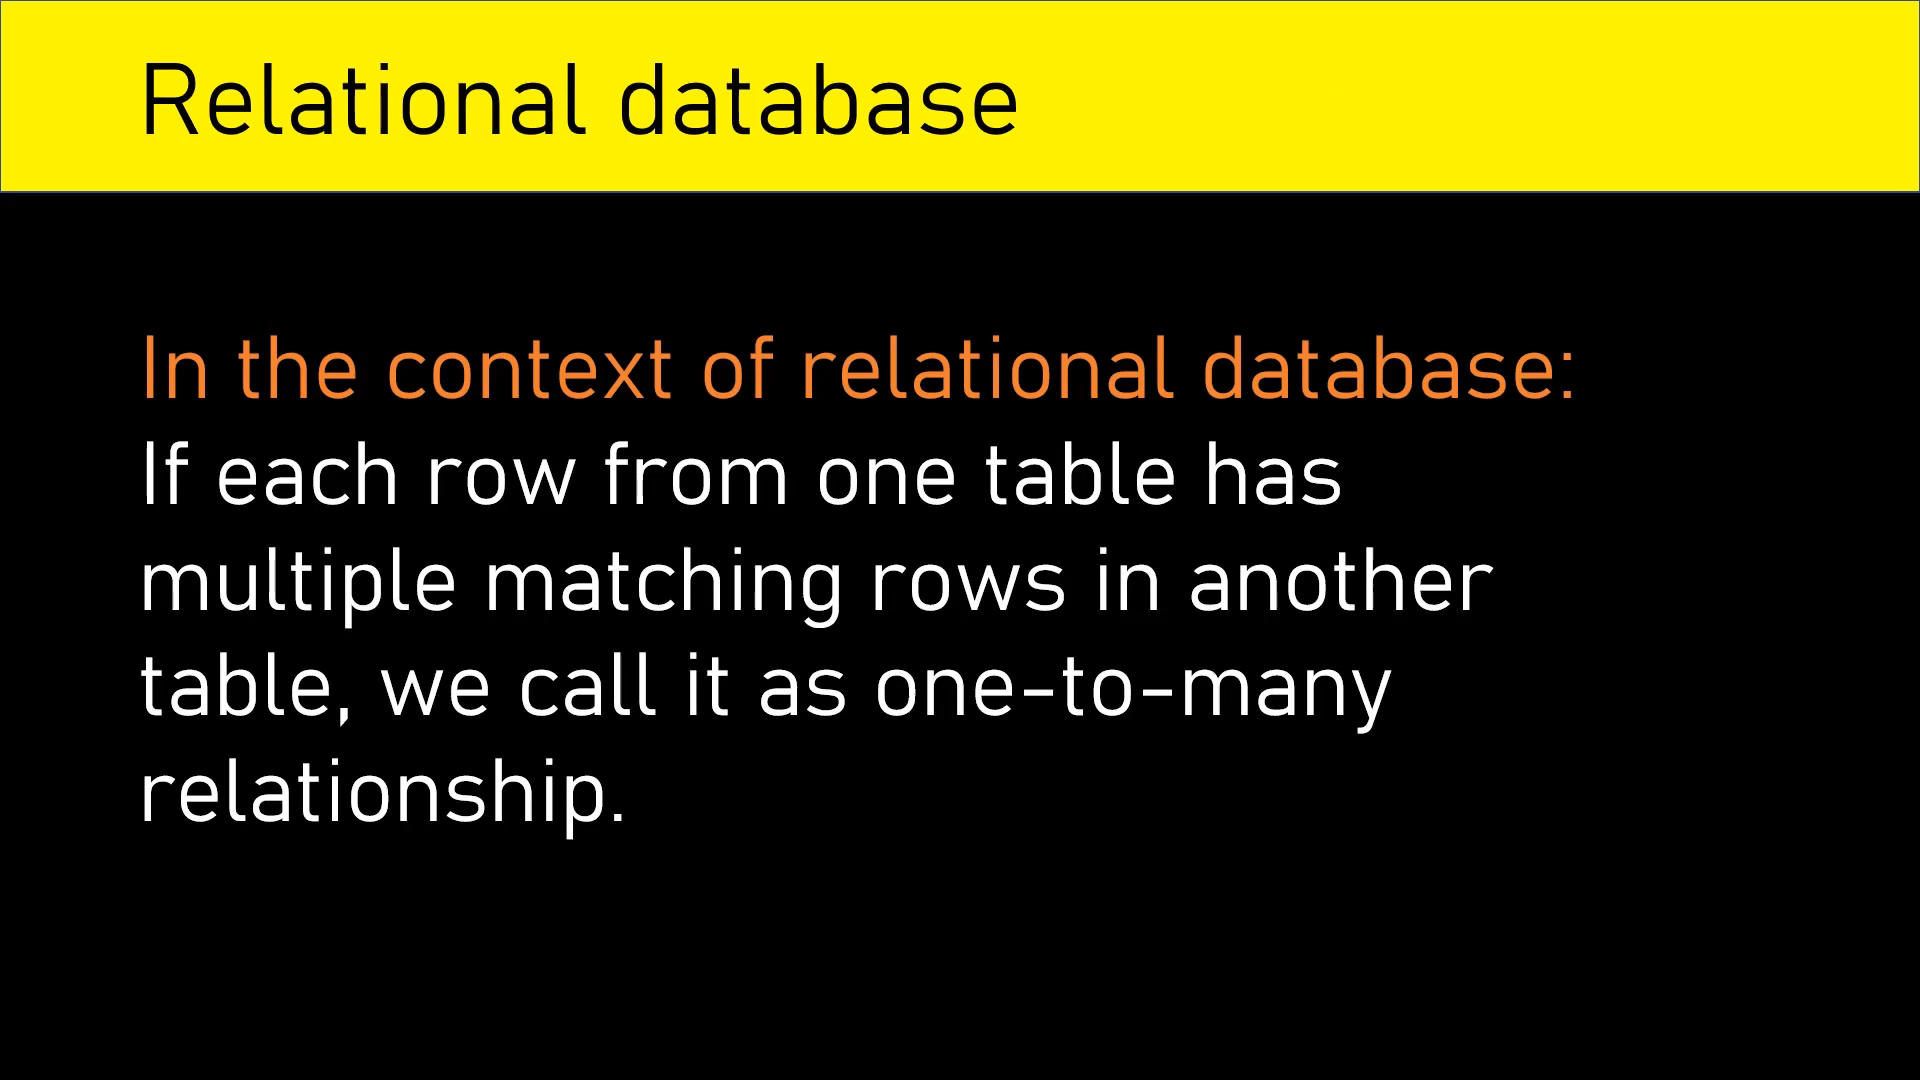 Relational database
In the context of relational database:
If each row from one table has
multiple matching rows in another
table, we call it as one-to-many
relationship.